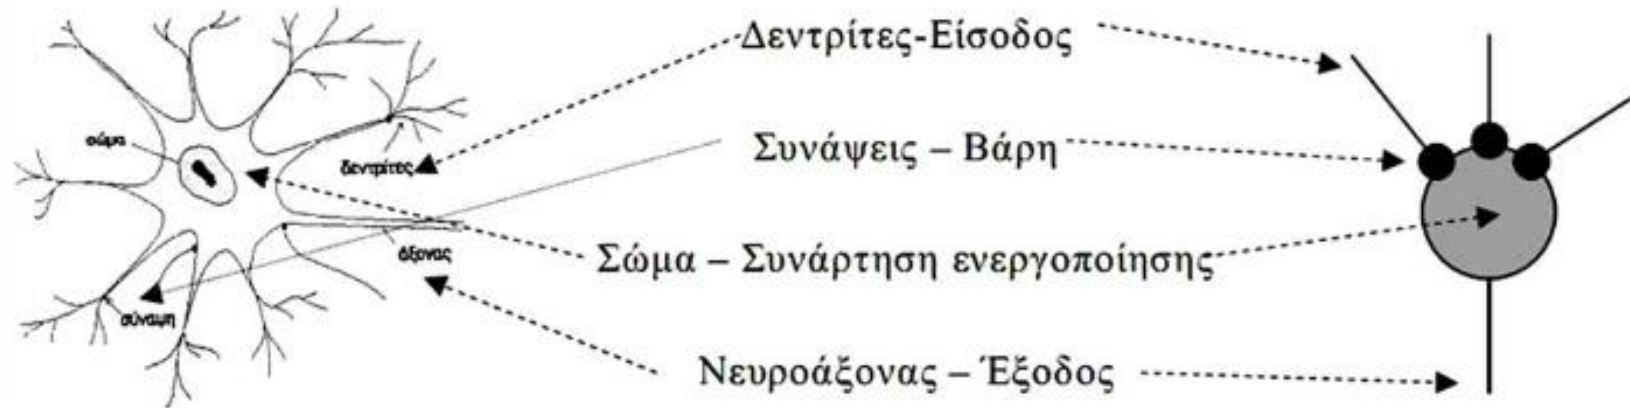 Δεντρίτες-Είσοδος
σώμα
Συνάψεις – Βάρη
δεντρίτες
άξονας
Σώμα – Συνάρτηση ενεργοποίησης
σύναψη
Νευροάξονας – Έξοδος